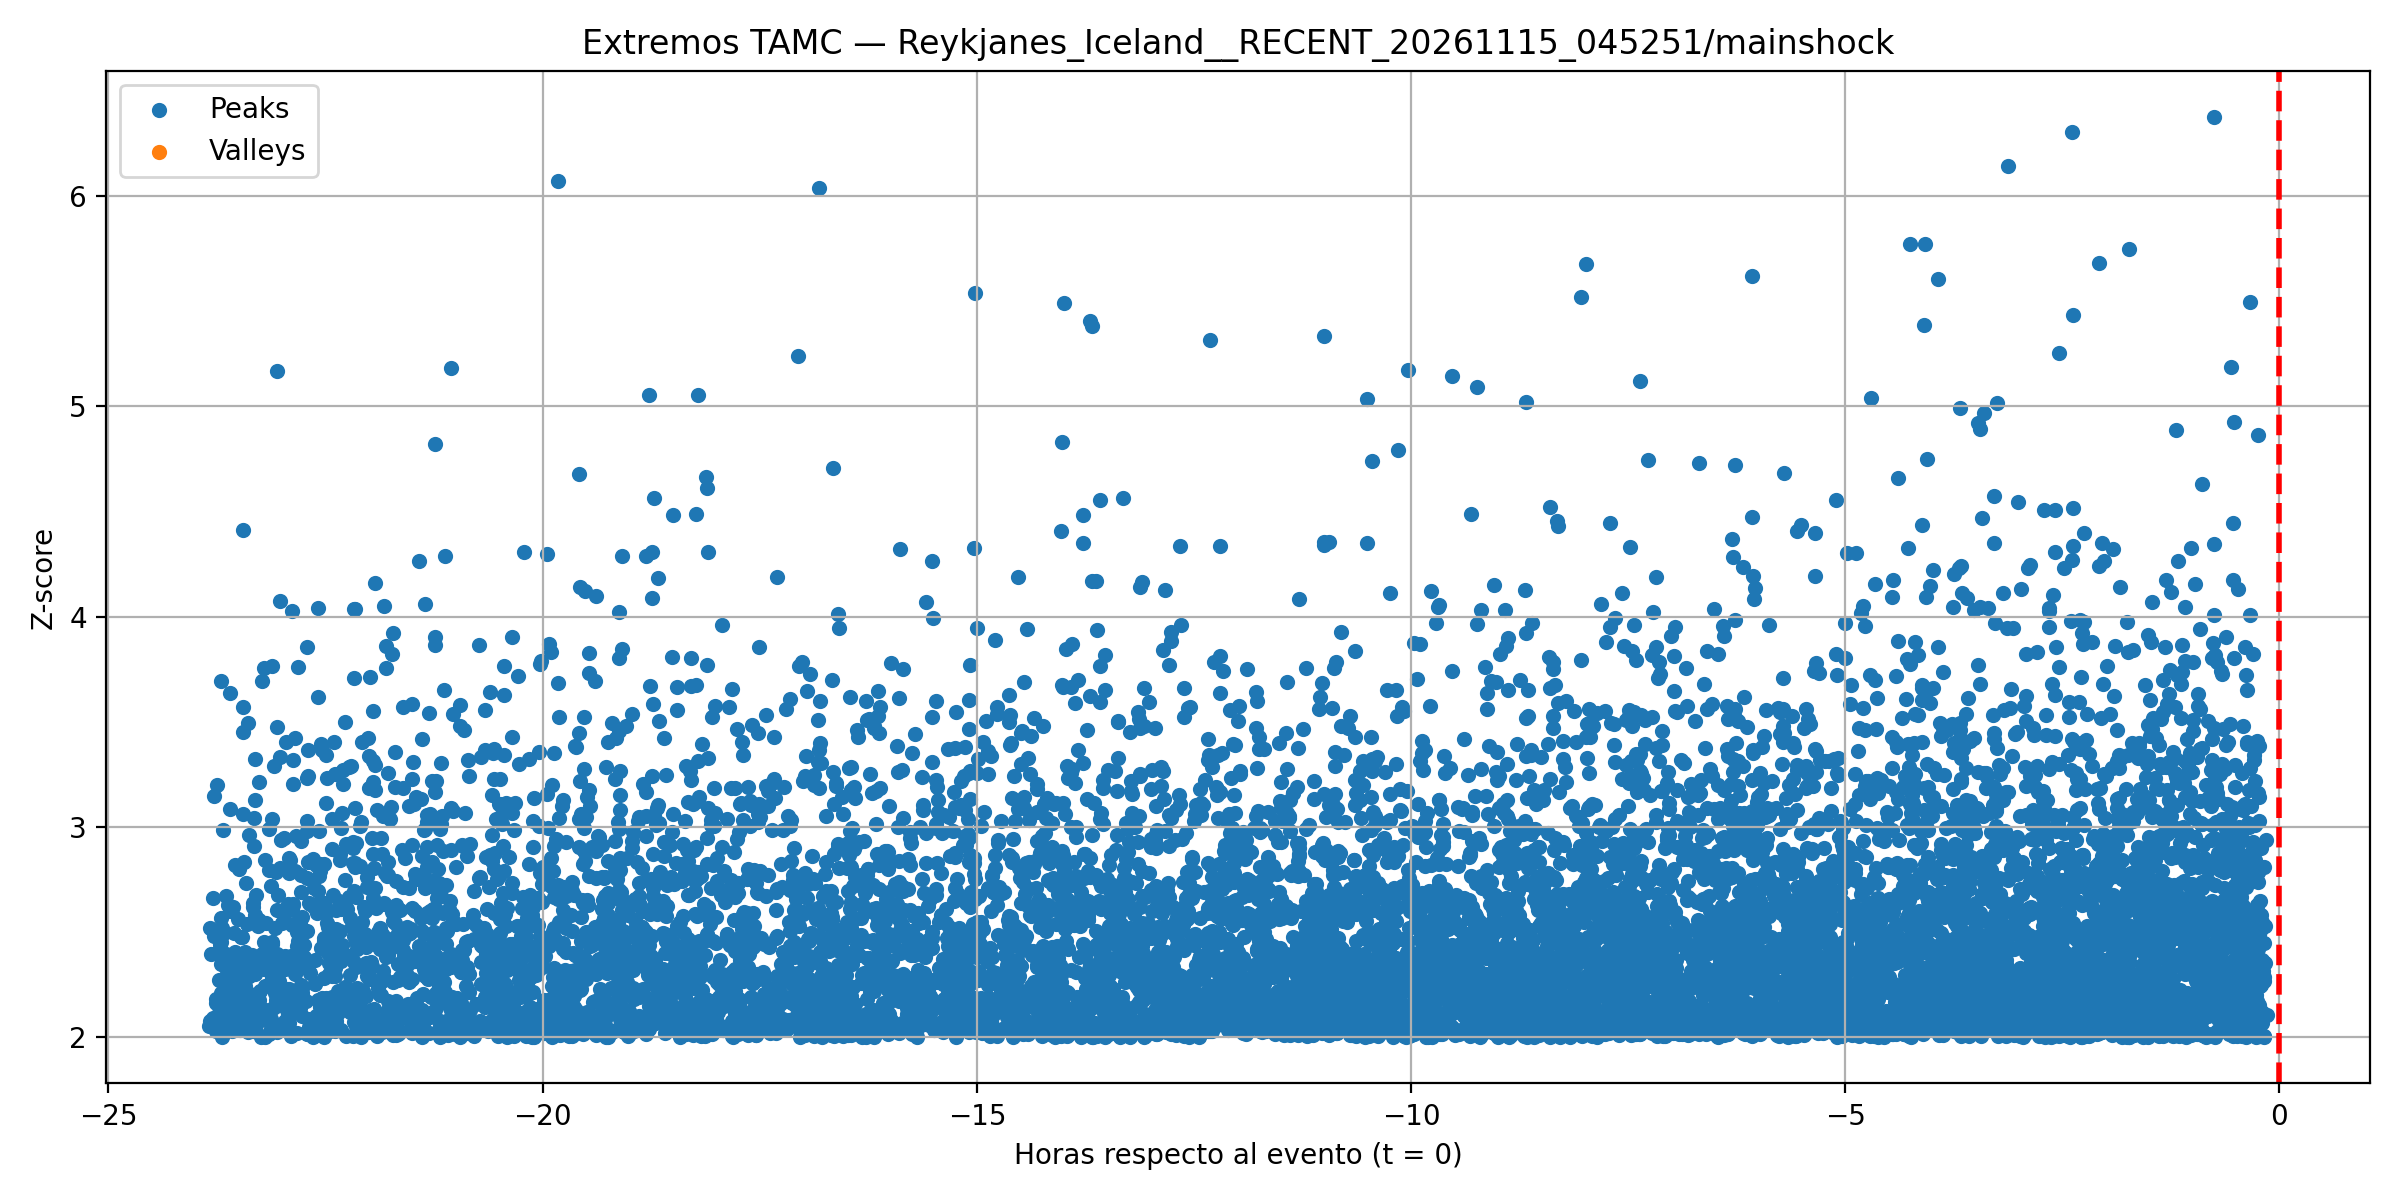 Extremos TAMC — Reykjanes_Iceland__RECENT_20261115_045251/mainshock
Peaks
Valleys
Z-score
6
5
4
3
2
−25 −20 −15 −10 −5 0
Horas respecto al evento (t = 0)